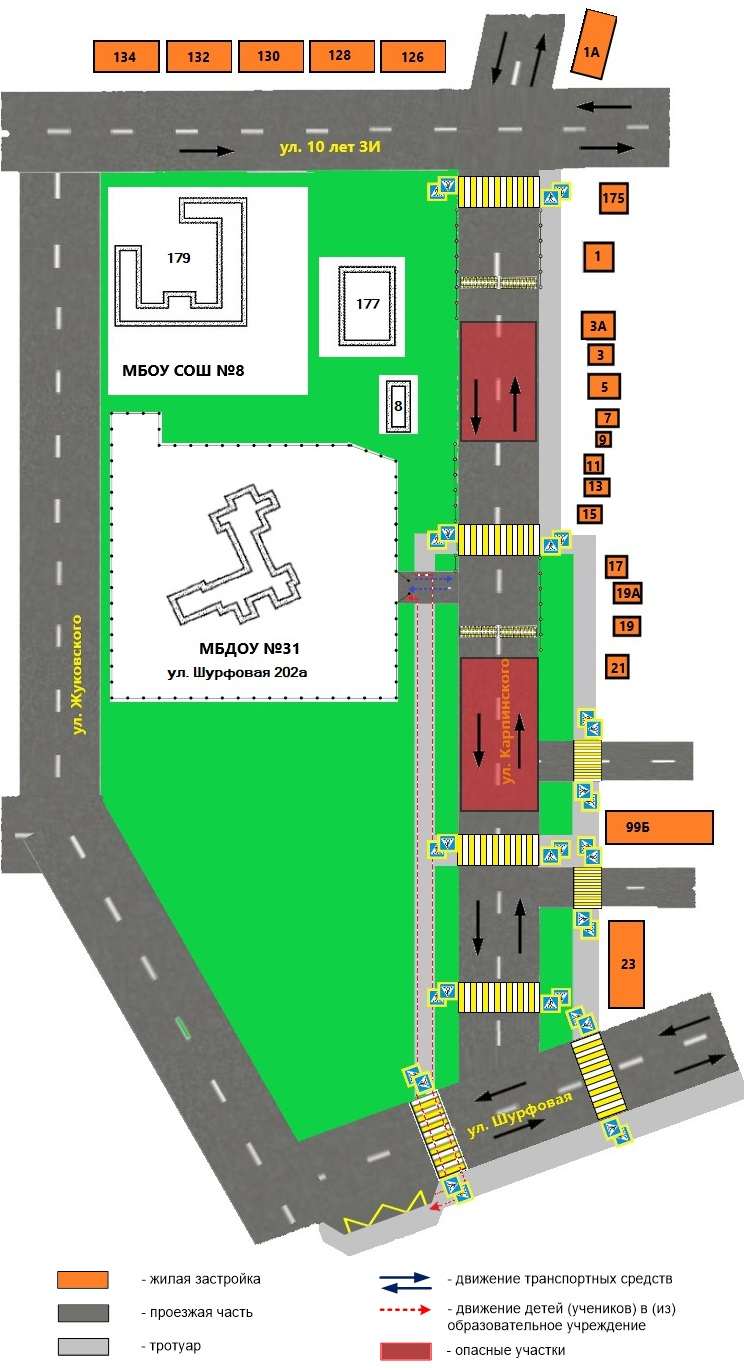 134
132
130
128
126
1А
ул. 10 лет ЗИ
175
179
1
177
3А
3
МБОУ СОШ №8
5
8
7
9
11
13
15
17
19А
19
МБДОУ №31
21
ул. Шурфовая 202а
ул. Жуковского
ул. Карпинского
99Б
23
ул. Шурфовая
- жилая застройка
- движение транспортных средств
- проезжая часть
- движение детей (учеников) в (из)
образовательное учреждение
- тротуар
- опасные участки